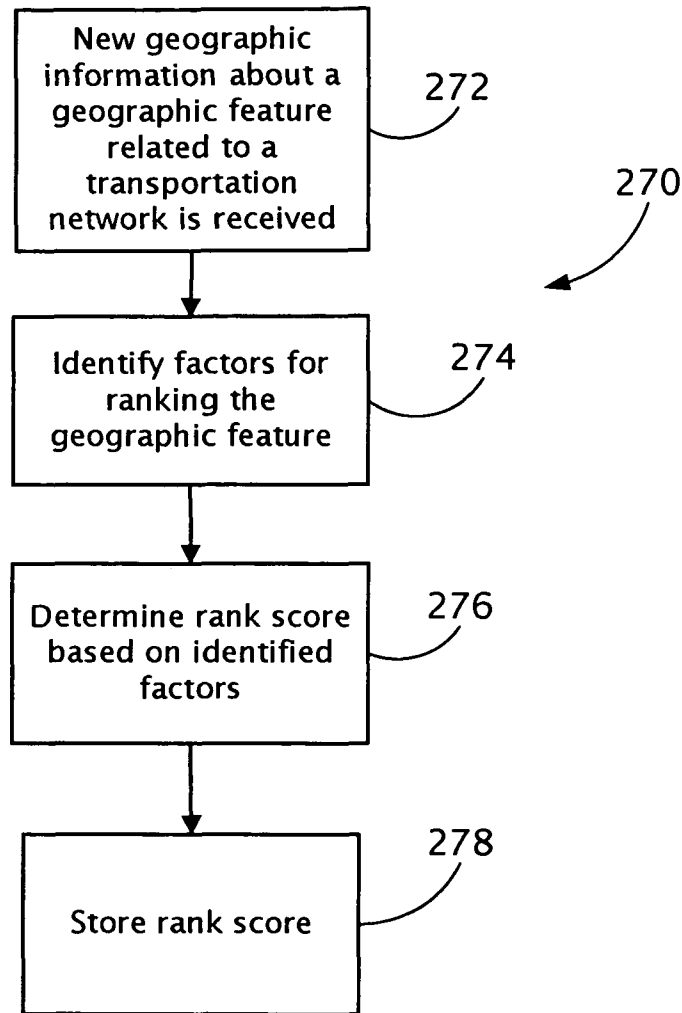 New geographic
information about a
geographic feature
related to a
transportation
network is received
272
270
Identify factors for
ranking the
geographic feature
274
Determine rank score
based on identified
factors
276
Store rank score
278